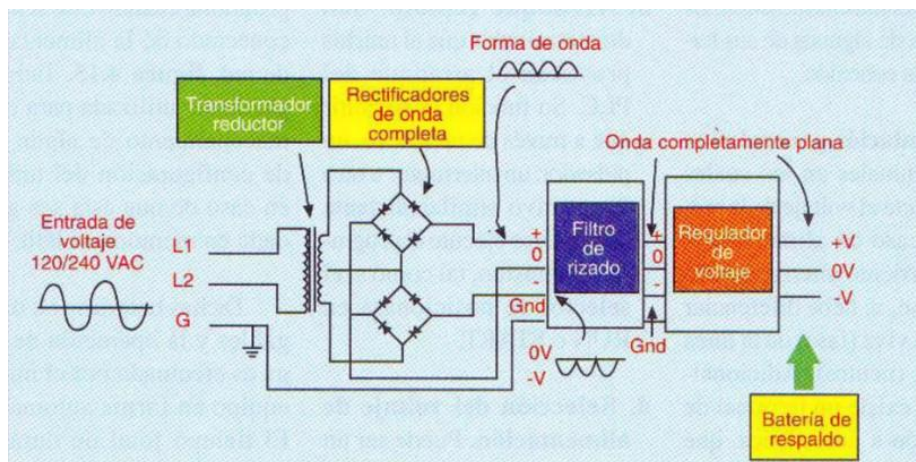 Forma de onda
Transformador
reductor
Rectificadores
de onda
completa
Onda completamente plana
Entrada de
voltaje
120/240 VAC
L1
L2
G
+
0
-
Gnd
Filtro
de
rizado
+
0
-
Gnd
Regulador
de
voltaje
+V
0V
-V
0V
-V
Batería de
respaldo